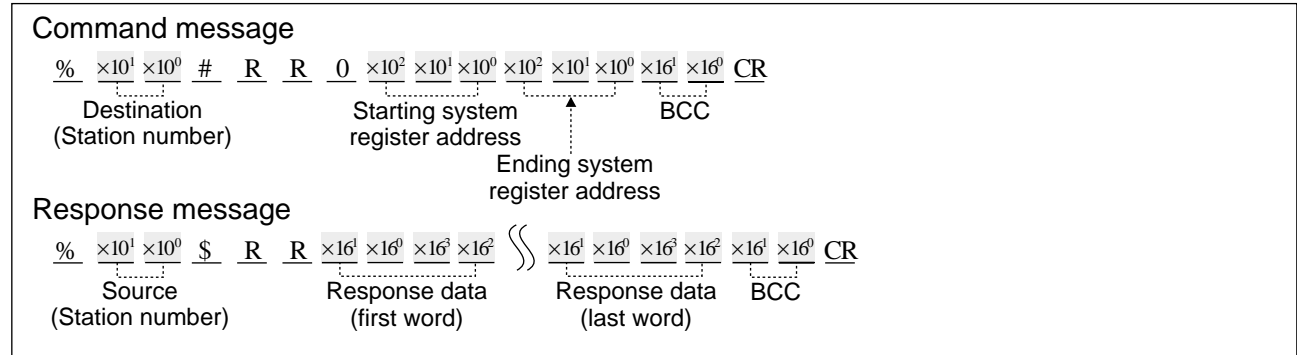 Command message
% ×10¹ ×10⁰ # R R 0 ×10² ×10¹ ×10⁰ ×10² ×10¹ ×10⁰ ×16¹ ×16⁰ CR
Destination
(Station number)
Starting system
register address
BCC
Ending system
register address
Response message
% ×10¹ ×10⁰ $ R R ×16¹ ×16⁰ ×16³ ×16² ×16¹ ×16⁰ ×16³ ×16² ×16¹ ×16⁰ CR
Source
(Station number)
Response data
(first word)
Response data
(last word)
BCC